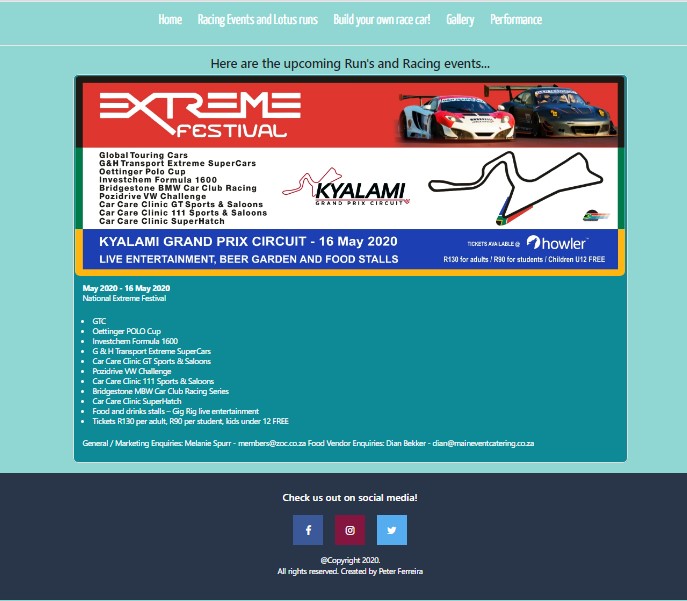 Home Racing Events and Lotus runs Build your own race car! Gallery Performance
Here are the upcoming Run's and Racing events...
EXTREME
FESTIVAL
Global Touring Cars
G&H Transport Extreme SuperCars
Oettinger Polo Cup
Investchem Formula 1600
Bridgestone BMW Car Club Racing
Pozidrive VW Challenge
Car Care Clinic GT Sports & Saloons
Car Care Clinic 111 Sports & Saloons
Car Care Clinic SuperHatch
KYALAMI
GRAND PRIX CIRCUIT
KYALAMI GRAND PRIX CIRCUIT - 16 May 2020
LIVE ENTERTAINMENT, BEER GARDEN AND FOOD STALLS
TICKETS AVAILABLE @ howler
R130 for adults / R90 for students / Children U12 FREE
May 2020 - 16 May 2020
National Extreme Festival
GTC
Oettinger POLO Cup
Investchem Formula 1600
G & H Transport Extreme SuperCars
Car Care Clinic GT Sports & Saloons
Pozidrive VW Challenge
Car Care Clinic 111 Sports & Saloons
Bridgestone MBW Car Club Racing Series
Car Care Clinic SuperHatch
Food and drinks stalls – Gig Rig live entertainment
Tickets R130 per adult, R90 per student, kids under 12 FREE
General / Marketing Enquiries: Melanie Spurr - members@zoc.co.za Food Vendor Enquiries: Dian Bekker - dian@maineventcatering.co.za
Check us out on social media!
@Copyright 2020.
All rights reserved. Created by Peter Ferreira